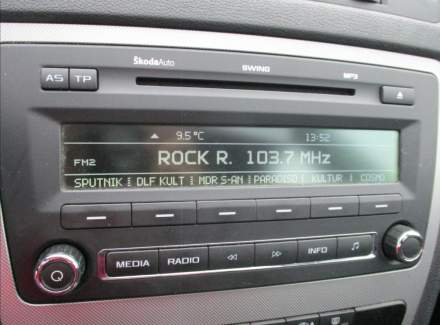 ŠkodaAuto SWING MP3
AS TP
9.5 °C 13:52
FM2 ROCK R. 103.7 MHz
SPUTNIK DLF KULT MDR S-AN PARADISO KULTUR COSMO
MEDIA RADIO INFO